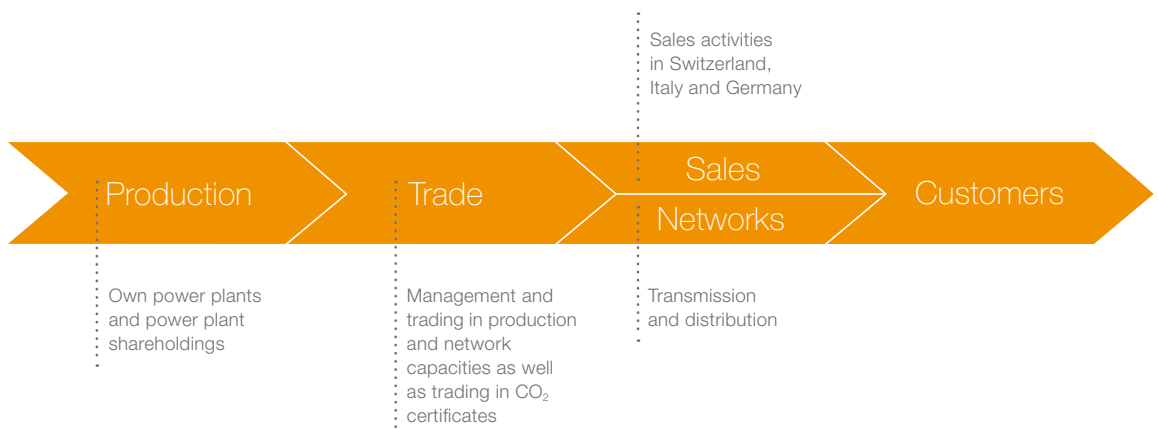 Sales activities
in Switzerland,
Italy and Germany
Production
Trade
Sales
Networks
Customers
Own power plants
and power plant
shareholdings
Management and
trading in production
and network
capacities as well
as trading in CO₂
certificates
Transmission
and distribution